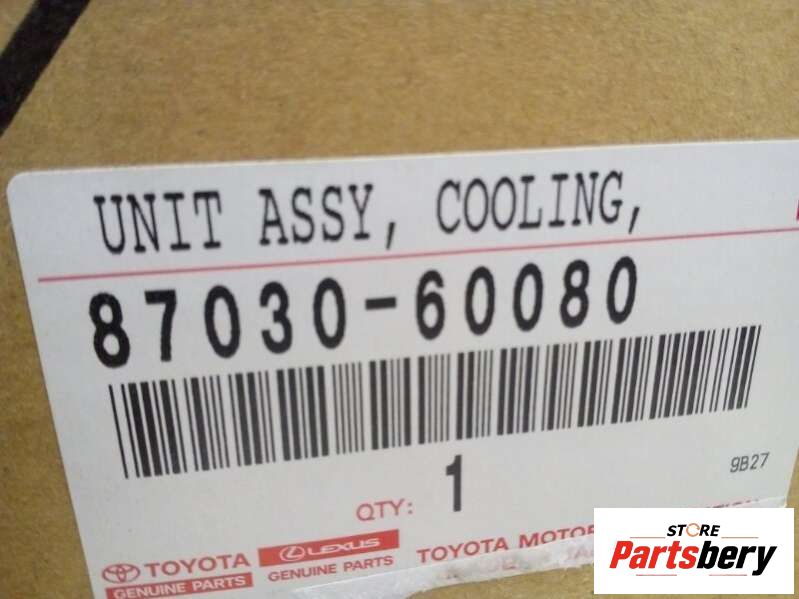 UNIT ASSY, COOLING,
87030-60080
9B27
QTY: 1
TOYOTA
GENUINE PARTS
LEXUS
GENUINE PARTS
TOYOTA MOTOR
STORE
Partsbery